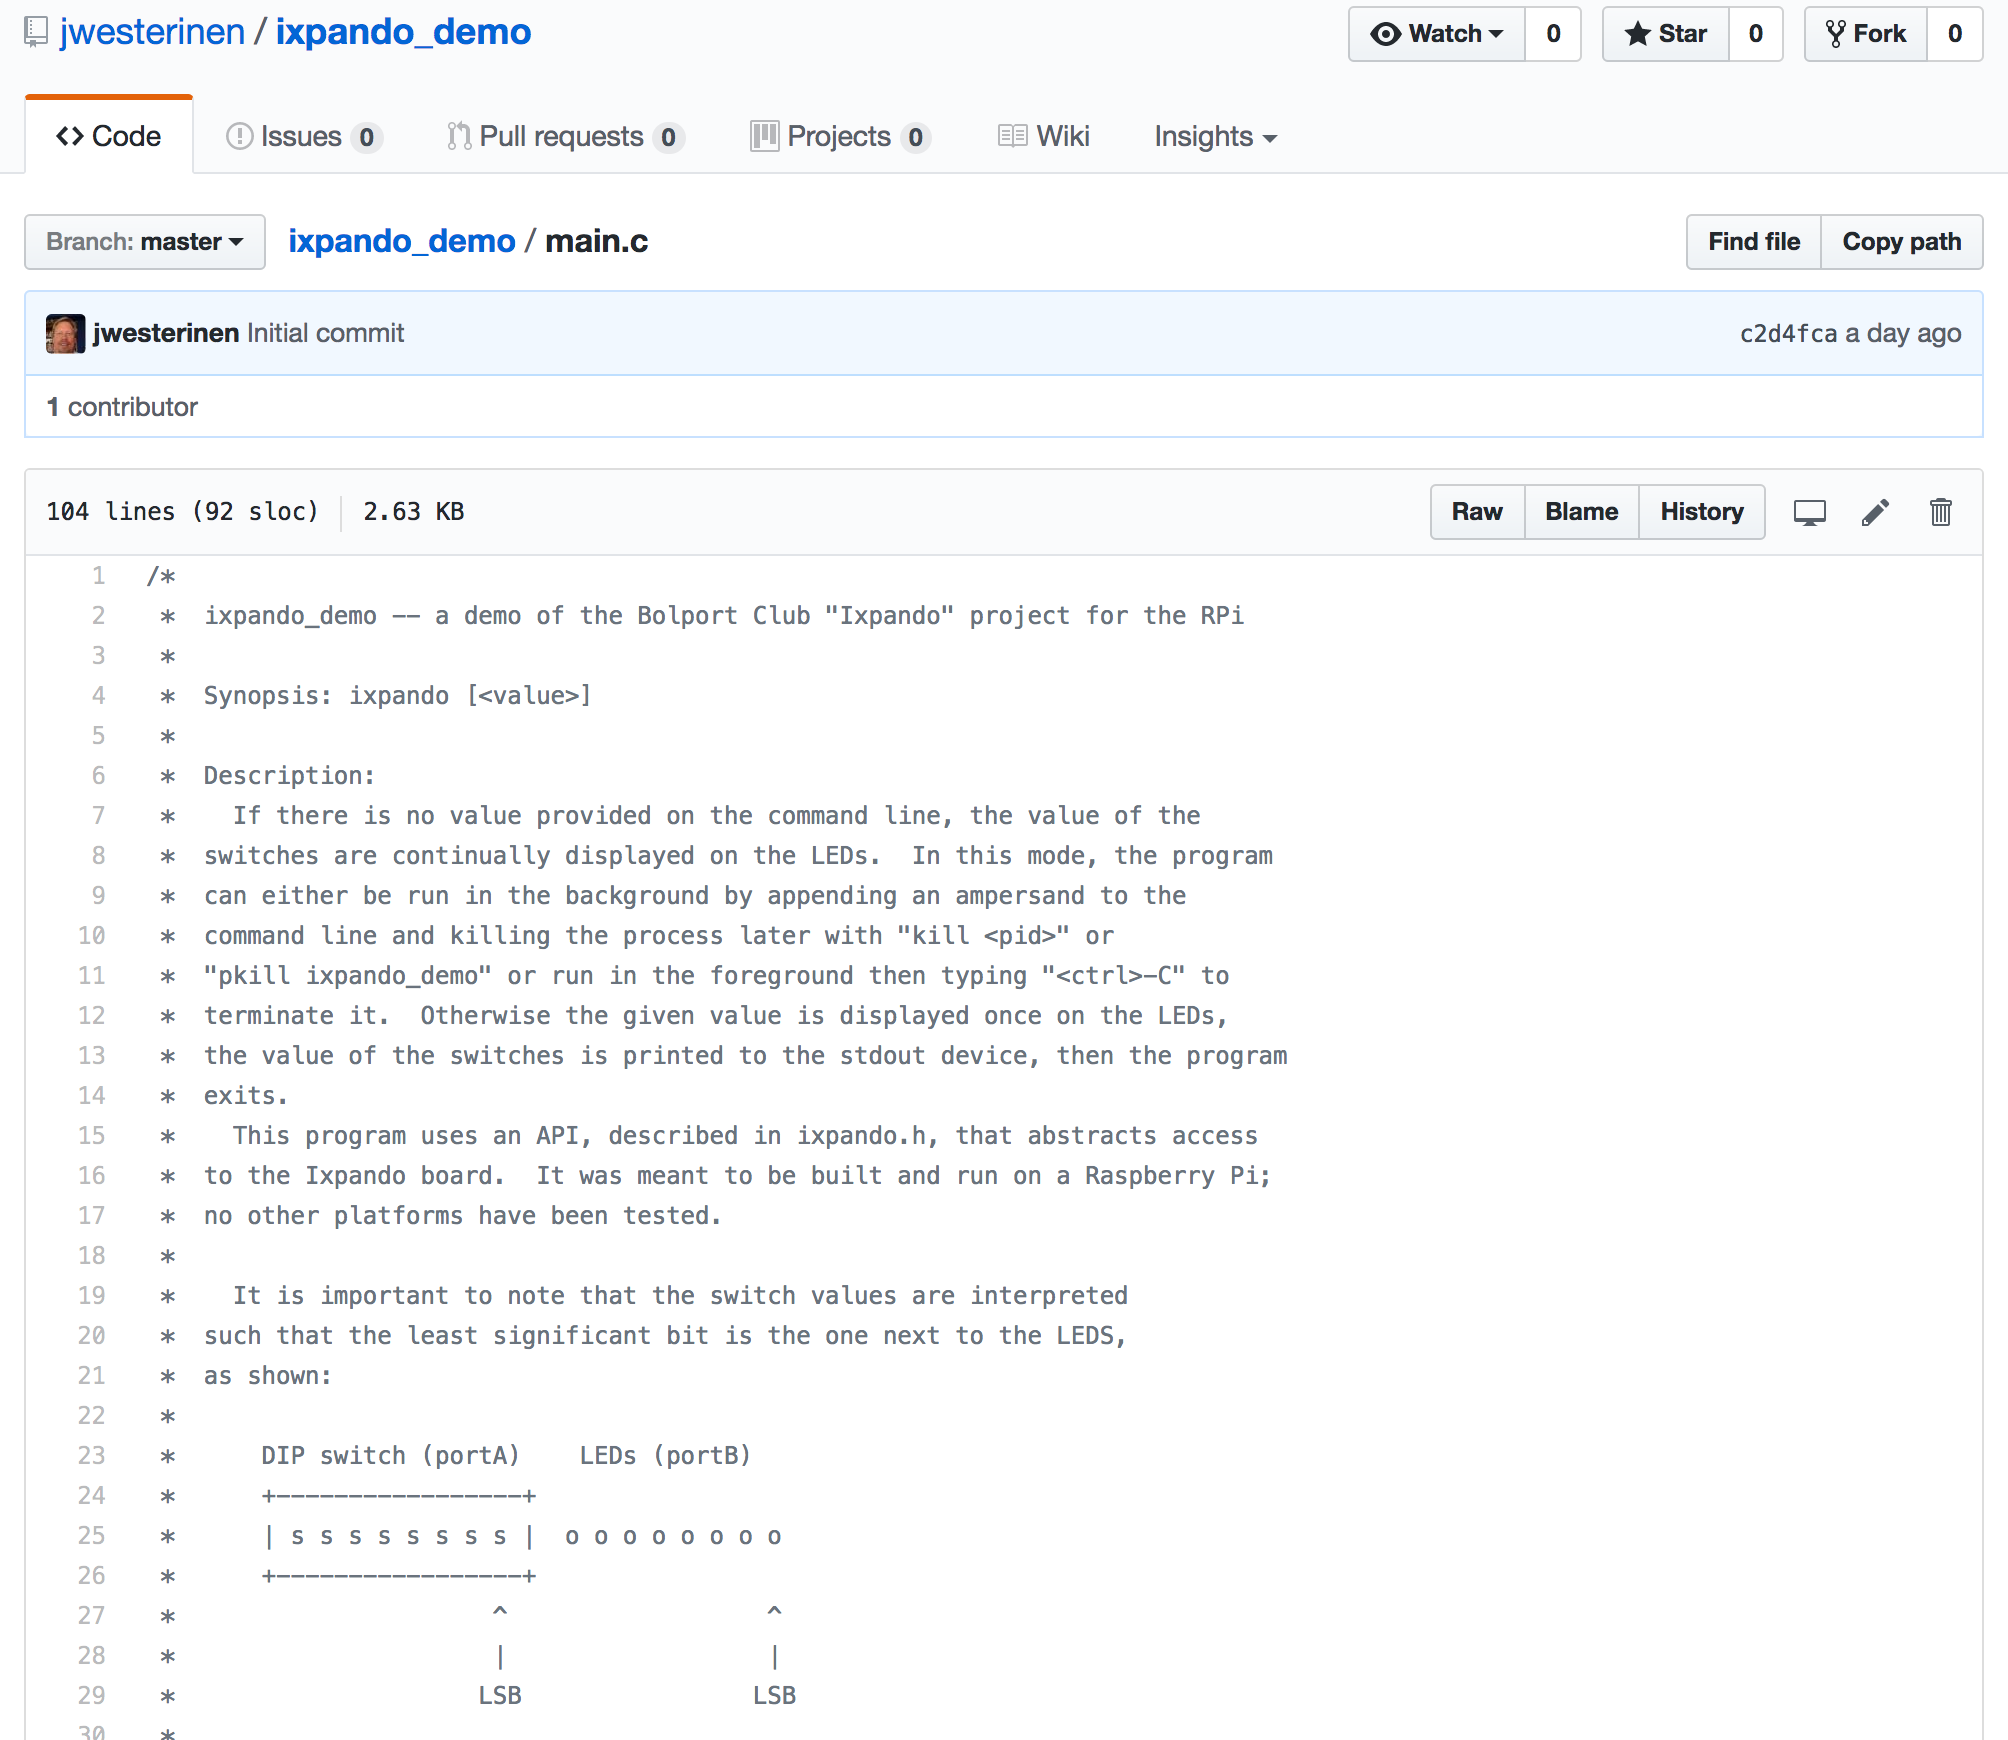 jwesterinen / ixpando_demo
Watch 0 Star 0 Fork 0
Code Issues 0 Pull requests 0 Projects 0 Wiki Insights
Branch: master ixpando_demo / main.c Find file Copy path
jwesterinen Initial commit c2d4fca a day ago
1 contributor
104 lines (92 sloc) 2.63 KB Raw Blame History
1 /*
2  *  ixpando_demo -- a demo of the Bolport Club "Ixpando" project for the RPi
3  *
4  *  Synopsis: ixpando [<value>]
5  *
6  *  Description:
7  *    If there is no value provided on the command line, the value of the
8  *  switches are continually displayed on the LEDs.  In this mode, the program
9  *  can either be run in the background by appending an ampersand to the
10  *  command line and killing the process later with "kill <pid>" or
11  *  "pkill ixpando_demo" or run in the foreground then typing "<ctrl>-C" to
12  *  terminate it.  Otherwise the given value is displayed once on the LEDs,
13  *  the value of the switches is printed to the stdout device, then the program
14  *  exits.
15  *    This program uses an API, described in ixpando.h, that abstracts access
16  *  to the Ixpando board.  It was meant to be built and run on a Raspberry Pi;
17  *  no other platforms have been tested.
18  *
19  *    It is important to note that the switch values are interpreted
20  *  such that the least significant bit is the one next to the LEDS,
21  *  as shown:
22  *
23  *      DIP switch (portA)    LEDs (portB)
24  *      +-----------------+
25  *      | s s s s s s s s |  o o o o o o o o
26  *      +-----------------+
27  *                      ^                  ^
28  *                      |                  |
29  *                     LSB                LSB
30  *